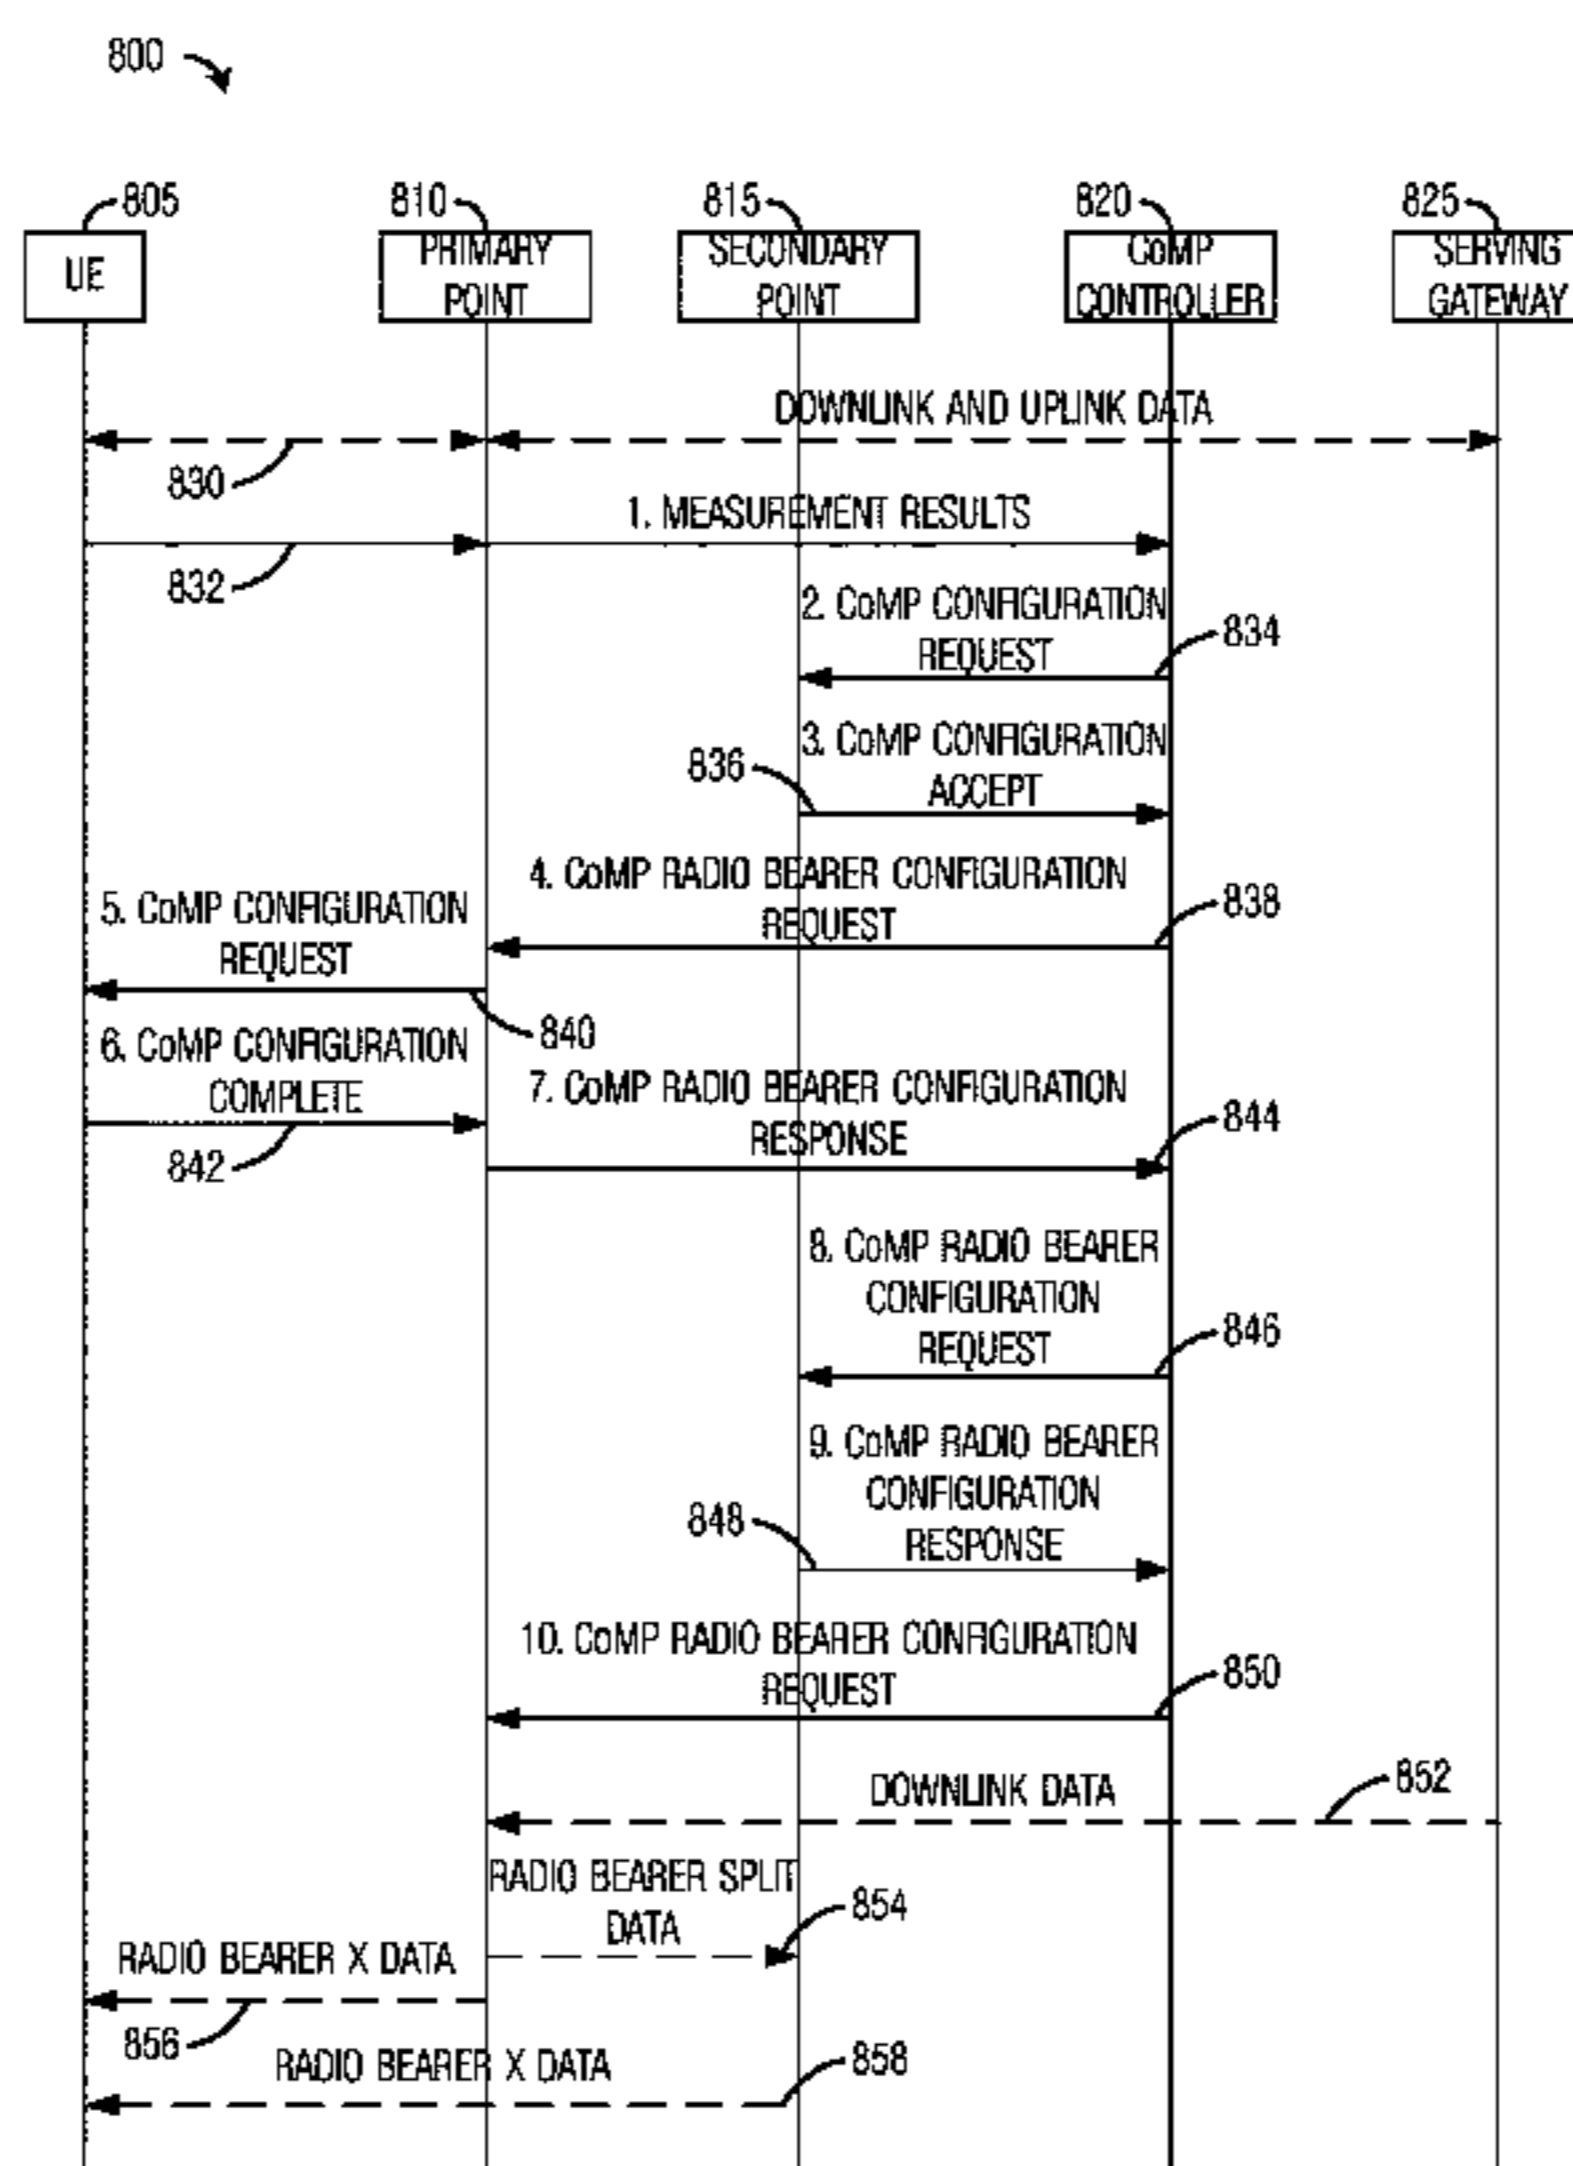 800
805
810
815
820
825
UE
PRIMARY
POINT
SECONDARY
POINT
CoMP
CONTROLLER
SERVING
GATEWAY
DOWNLINK AND UPLINK DATA
830
1. MEASUREMENT RESULTS
832
2. CoMP CONFIGURATION
REQUEST
834
3. CoMP CONFIGURATION
ACCEPT
836
4. CoMP RADIO BEARER CONFIGURATION
REQUEST
838
5. CoMP CONFIGURATION
REQUEST
840
6. CoMP CONFIGURATION
COMPLETE
842
7. CoMP RADIO BEARER CONFIGURATION
RESPONSE
844
8. CoMP RADIO BEARER
CONFIGURATION
REQUEST
846
9. CoMP RADIO BEARER
CONFIGURATION
RESPONSE
848
10. CoMP RADIO BEARER CONFIGURATION
REQUEST
850
DOWNLINK DATA
852
RADIO BEARER SPLIT
DATA
854
RADIO BEARER X DATA
856
RADIO BEARER X DATA
858